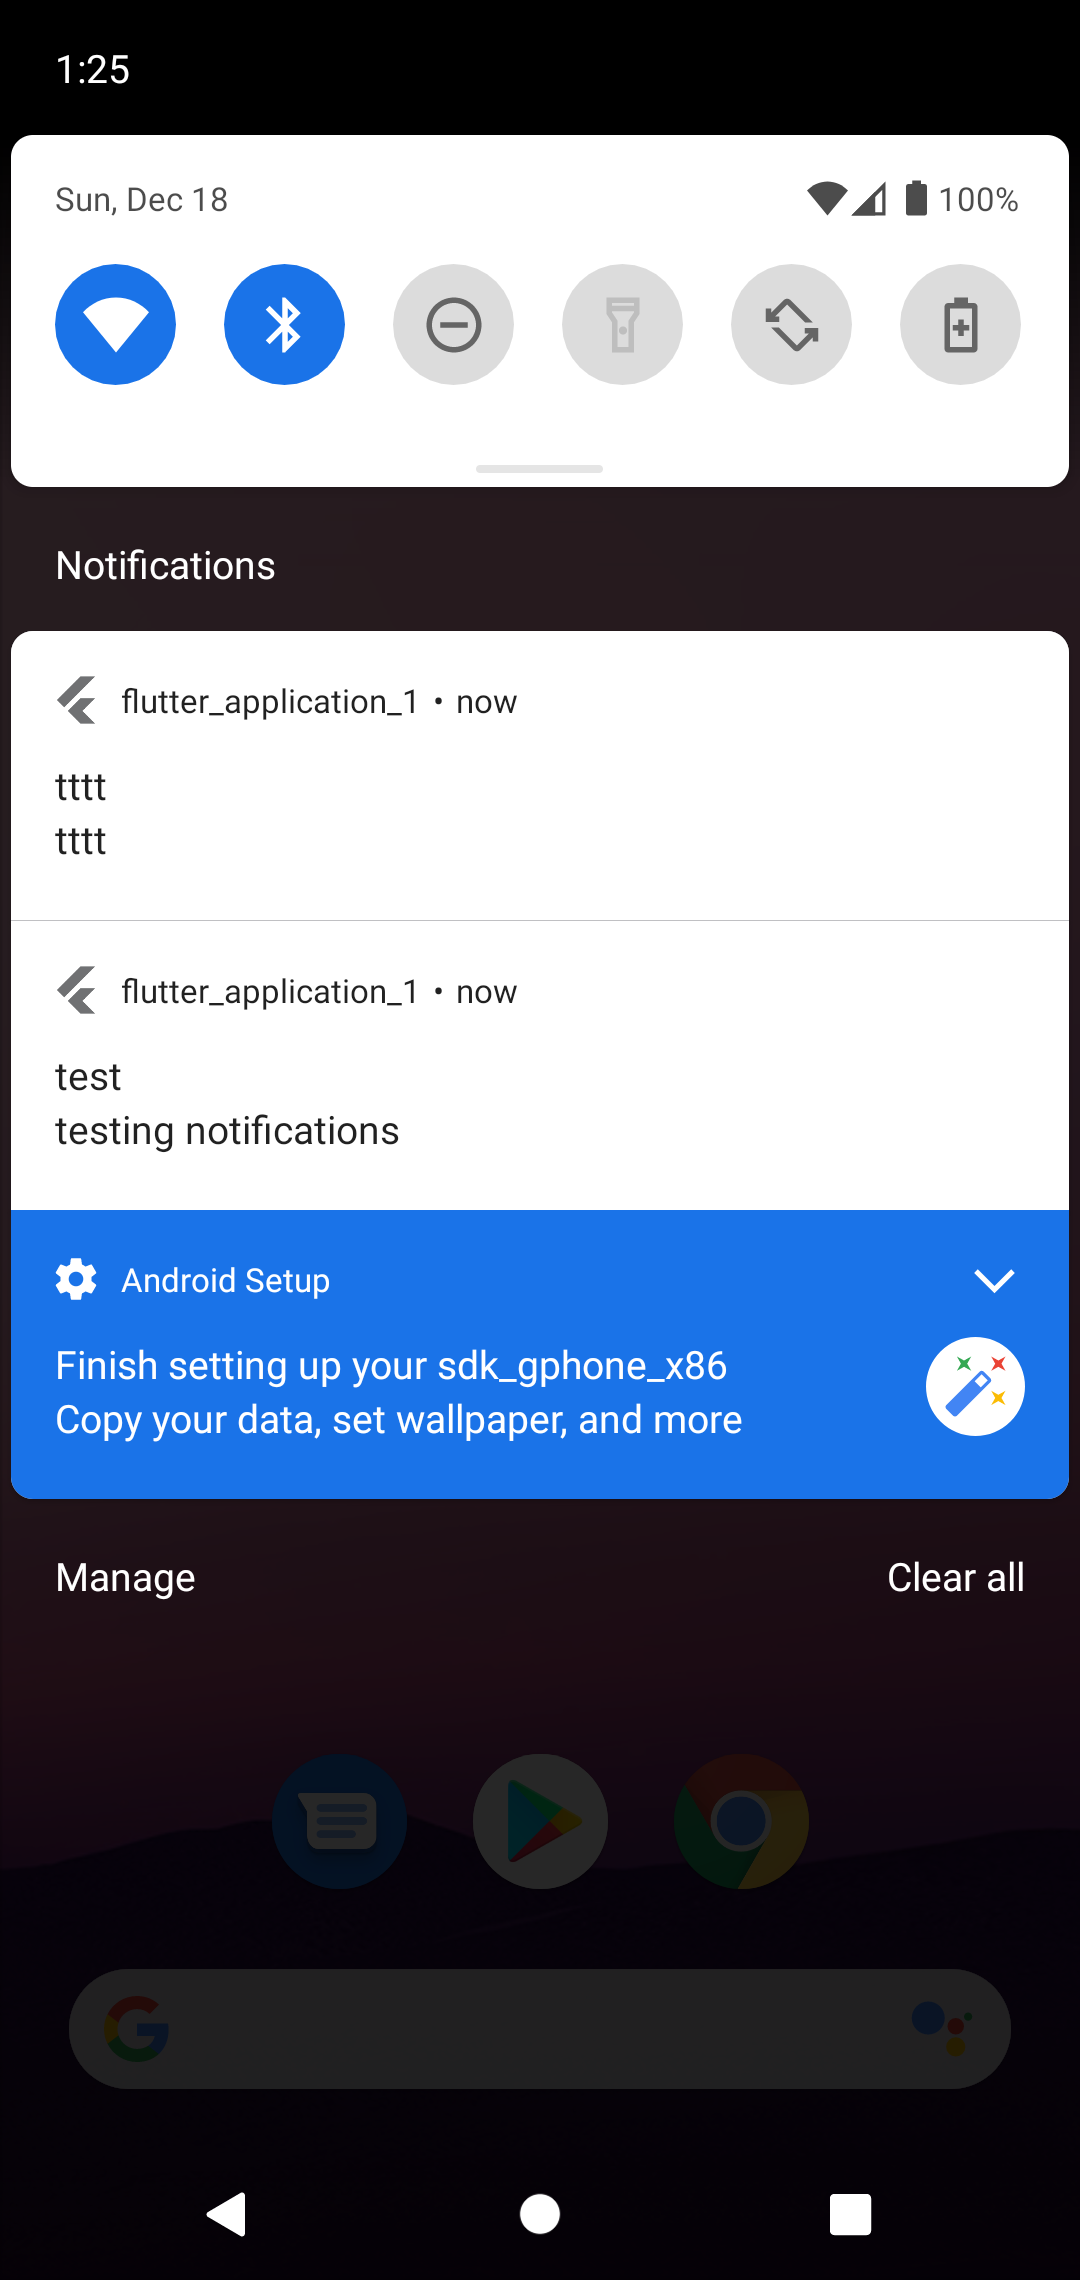 1:25
Sun, Dec 18
100%
Notifications
flutter_application_1 • now
tttt
tttt
flutter_application_1 • now
test
testing notifications
Android Setup
Finish setting up your sdk_gphone_x86
Copy your data, set wallpaper, and more
Manage
Clear all